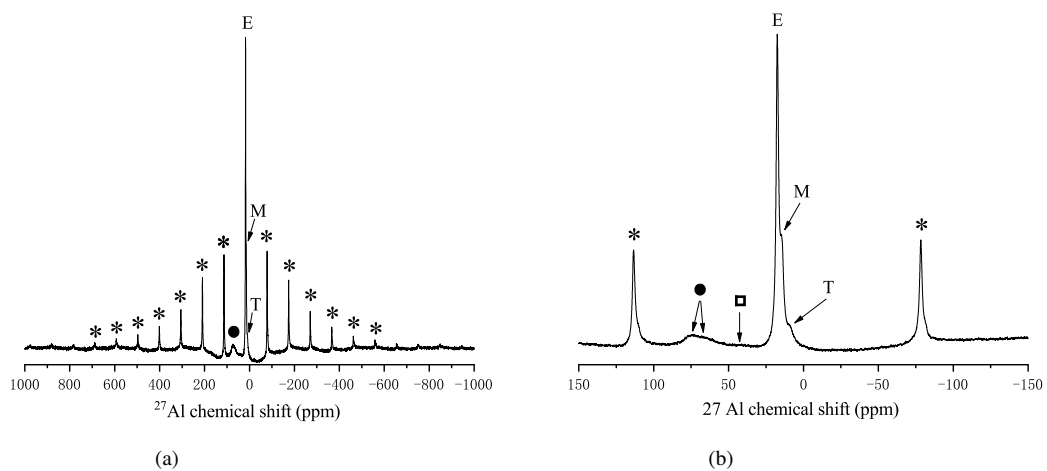 E
M
T
1000 800 600 400 200 0 -200 -400 -600 -800 -1000
²⁷Al chemical shift (ppm)
(a)
E
M
T
150 100 50 0 -50 -100 -150
27 Al chemical shift (ppm)
(b)